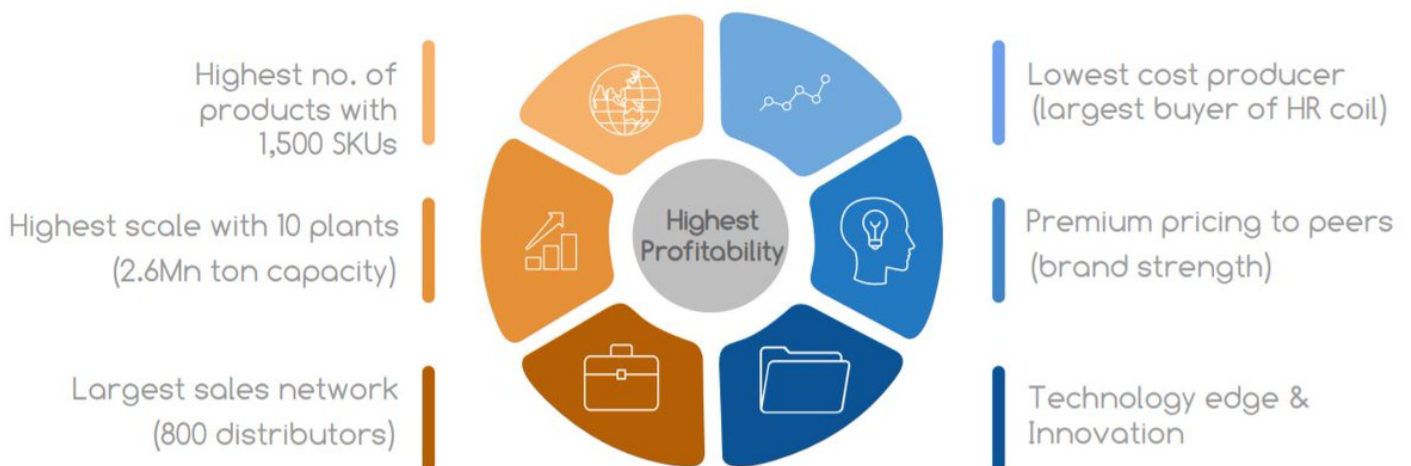 Highest no. of
products with
1,500 SKUs
Highest scale with 10 plants
(2.6Mn ton capacity)
Largest sales network
(800 distributors)
Highest
Profitability
Lowest cost producer
(largest buyer of HR coil)
Premium pricing to peers
(brand strength)
Technology edge &
Innovation